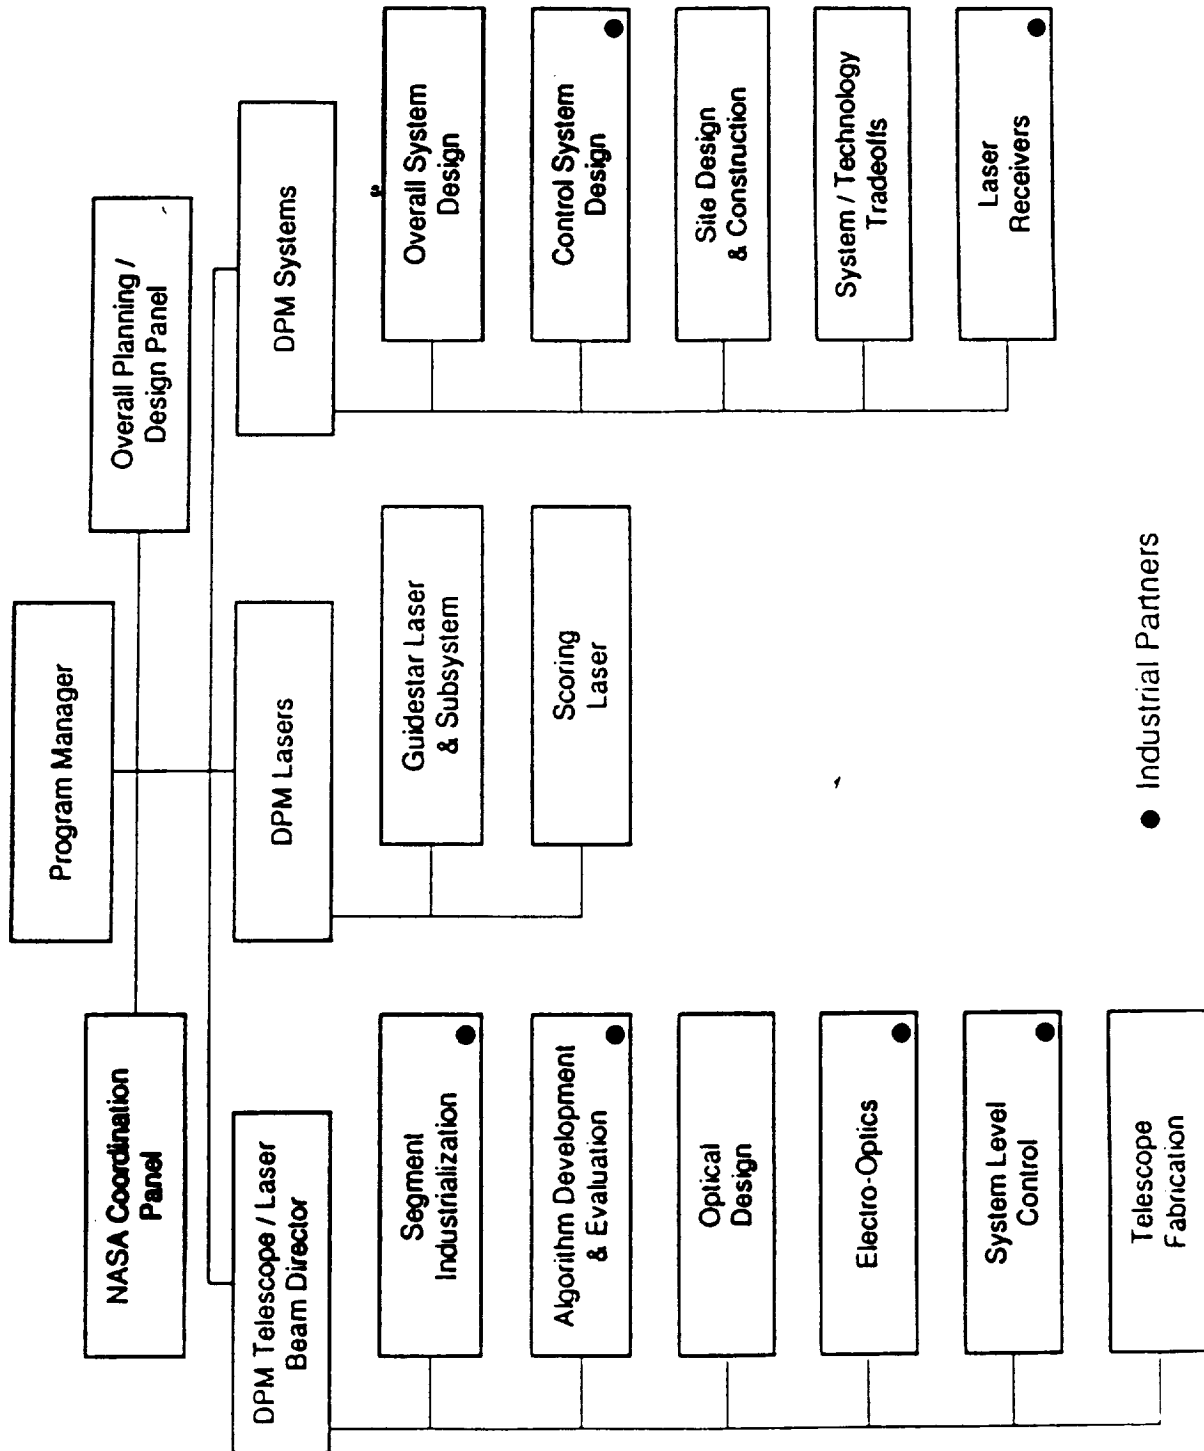 Program Manager
NASA Coordination
Panel
Overall Planning /
Design Panel
DPM Telescope / Laser
Beam Director
DPM Lasers
DPM Systems
Segment
Industrialization
Algorithm Development
& Evaluation
Optical
Design
Electro-Optics
System Level
Control
Telescope
Fabrication
Guidestar Laser
& Subsystem
Scoring
Laser
Overall System
Design
Control System
Design
Site Design
& Construction
System / Technology
Tradeoffs
Laser
Receivers
● Industrial Partners